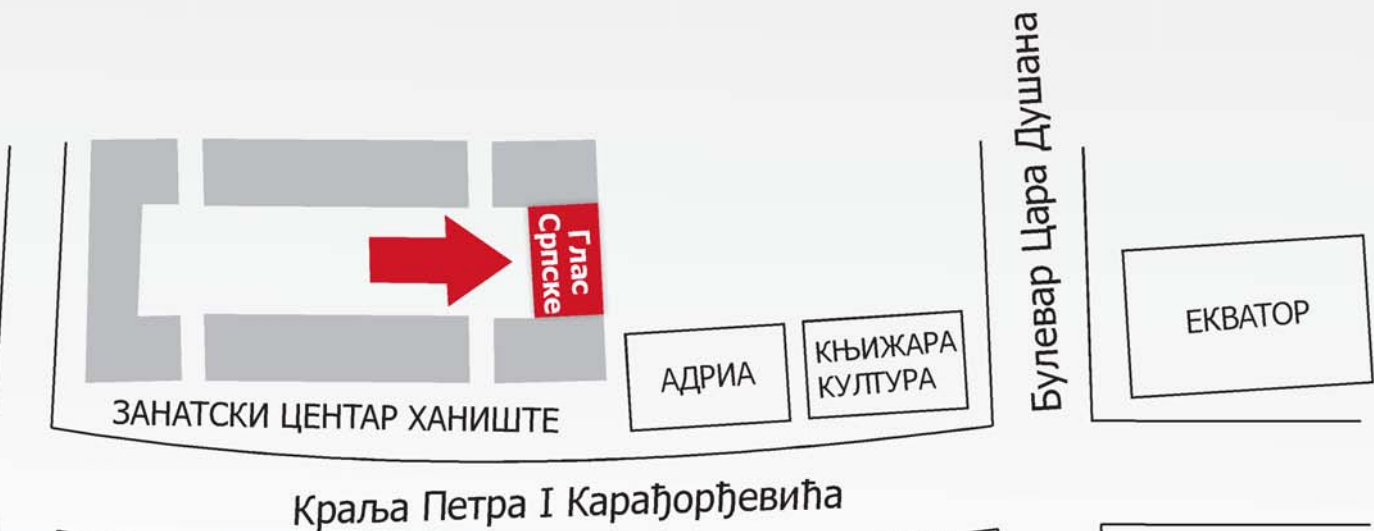 Глас
Српске
ЗАНАТСКИ ЦЕНТАР ХАНИШТЕ
АДРИА
КЊИЖАРА
КУЛТУРА
Булевар Цара Душана
ЕКВАТОР
Краља Петра I Карађорђевића